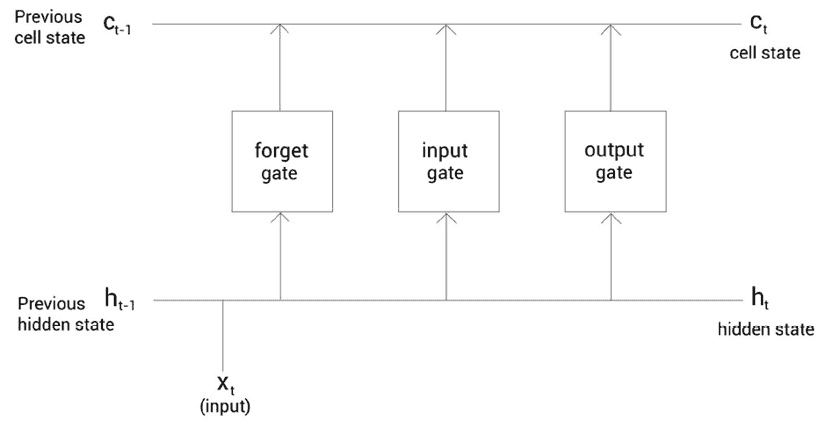 Previous
cell state
c_{t-1}
c_t
cell state
forget
gate
input
gate
output
gate
Previous
hidden state
h_{t-1}
h_t
hidden state
x_t
(input)